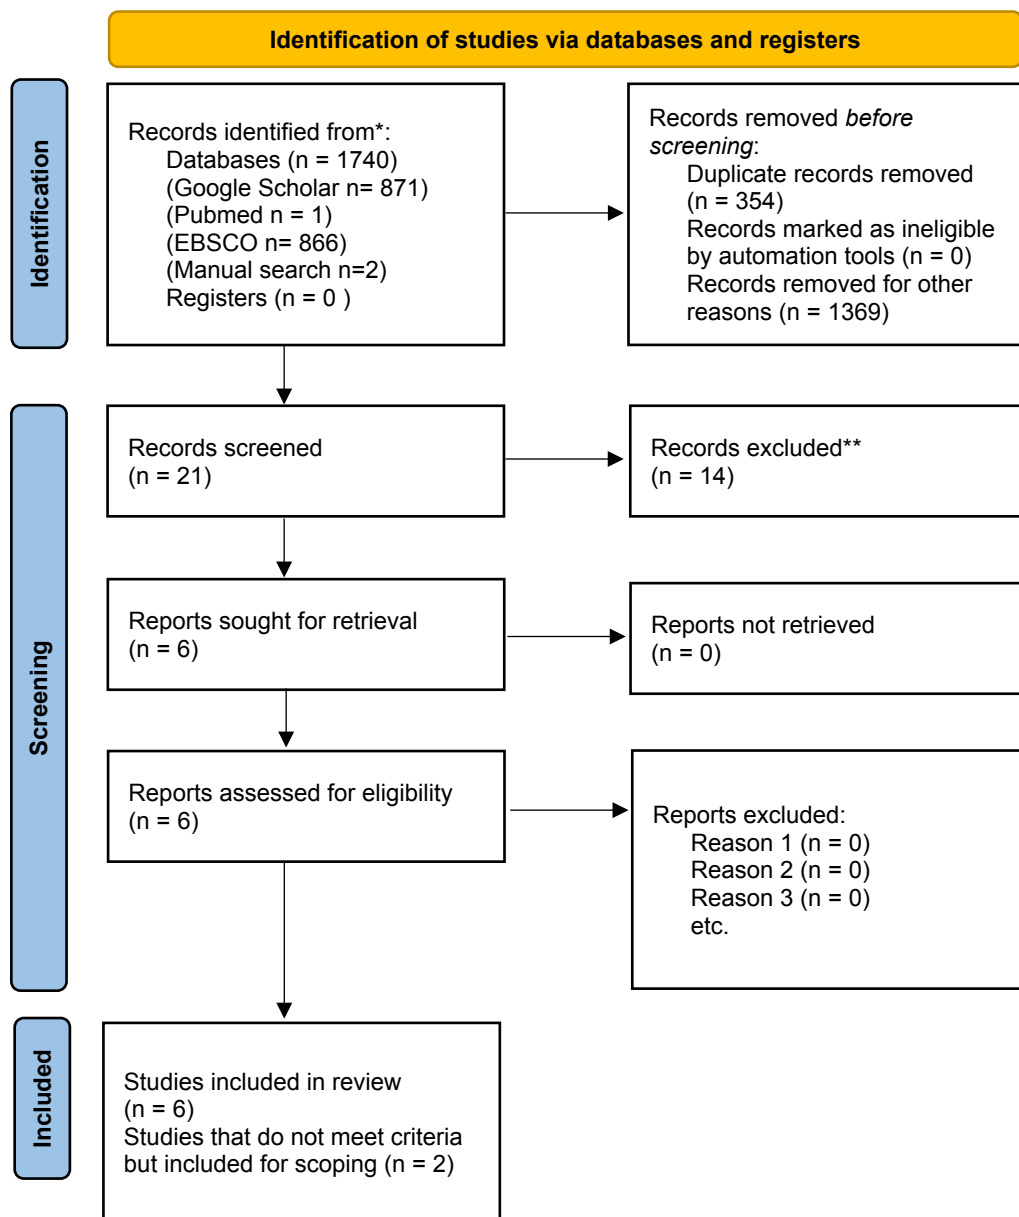 Identification of studies via databases and registers
Identification
Records identified from*:
Databases (n = 1740)
(Google Scholar n= 871)
(Pubmed n = 1)
(EBSCO n= 866)
(Manual search n=2)
Registers (n = 0 )
Records removed before
screening:
Duplicate records removed
(n = 354)
Records marked as ineligible
by automation tools (n = 0)
Records removed for other
reasons (n = 1369)
Screening
Records screened
(n = 21)
Records excluded**
(n = 14)
Reports sought for retrieval
(n = 6)
Reports not retrieved
(n = 0)
Reports assessed for eligibility
(n = 6)
Reports excluded:
Reason 1 (n = 0)
Reason 2 (n = 0)
Reason 3 (n = 0)
etc.
Included
Studies included in review
(n = 6)
Studies that do not meet criteria
but included for scoping (n = 2)